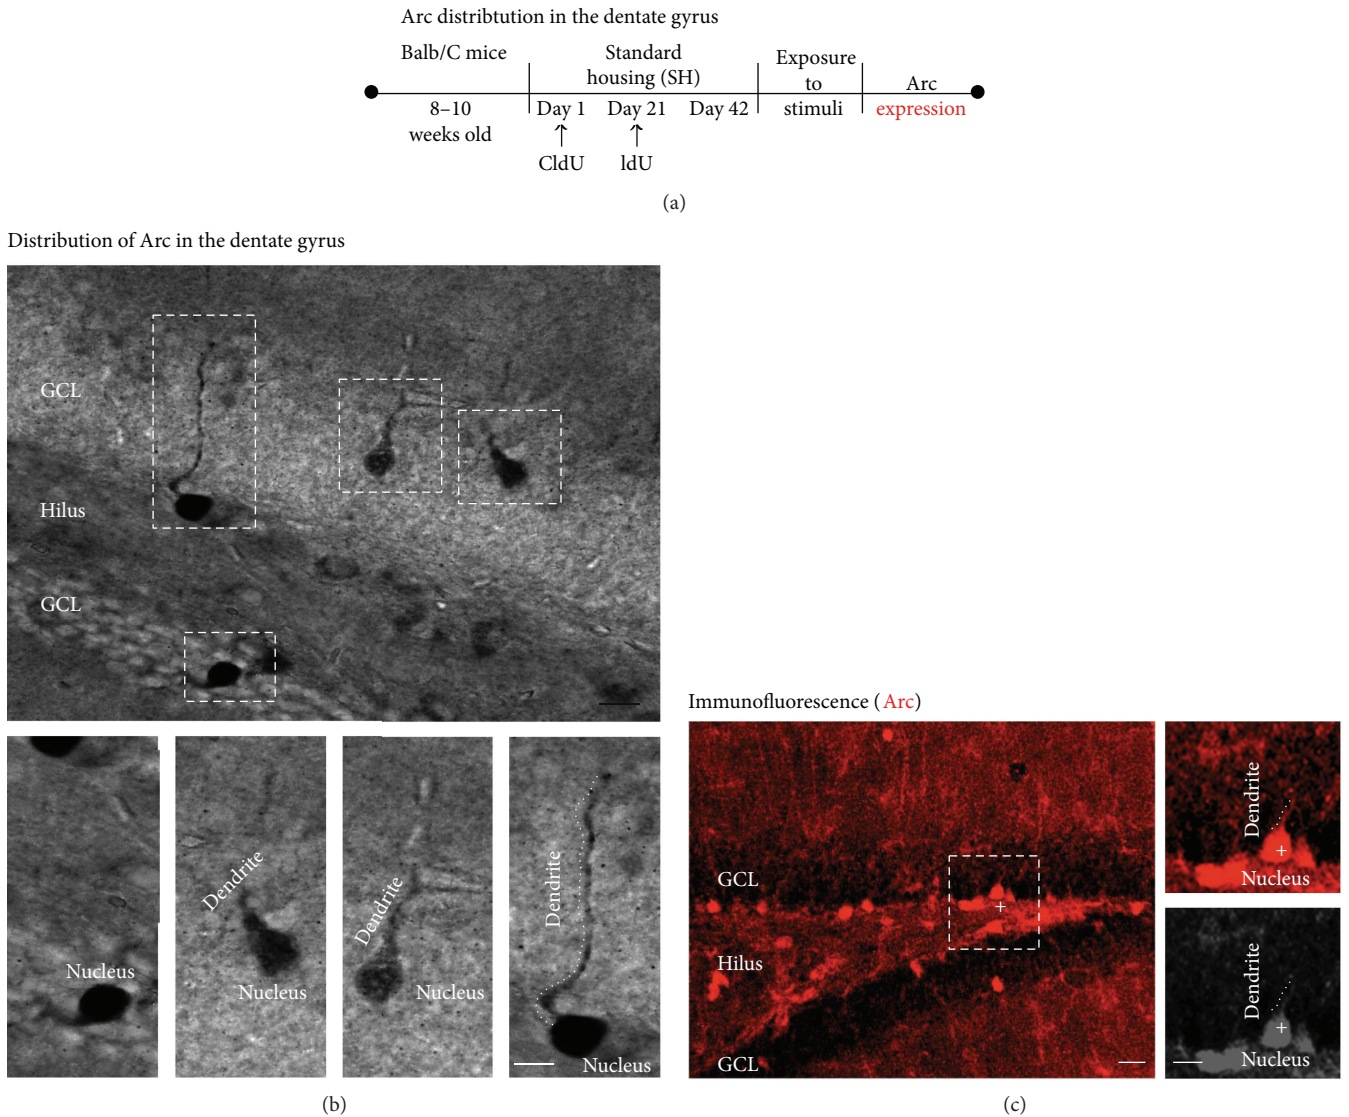 Arc distribtution in the dentate gyrus
Balb/C mice
Standard
housing (SH)
Exposure
to
stimuli
Arc
expression
8–10
weeks old
Day 1
Day 21
Day 42
CldU
ldU
(a)
Distribution of Arc in the dentate gyrus
GCL
Hilus
GCL
Nucleus
Dendrite
Nucleus
Dendrite
Nucleus
Dendrite
Nucleus
(b)
Immunofluorescence (Arc)
GCL
Hilus
GCL
Dendrite
Nucleus
Dendrite
Nucleus
(c)